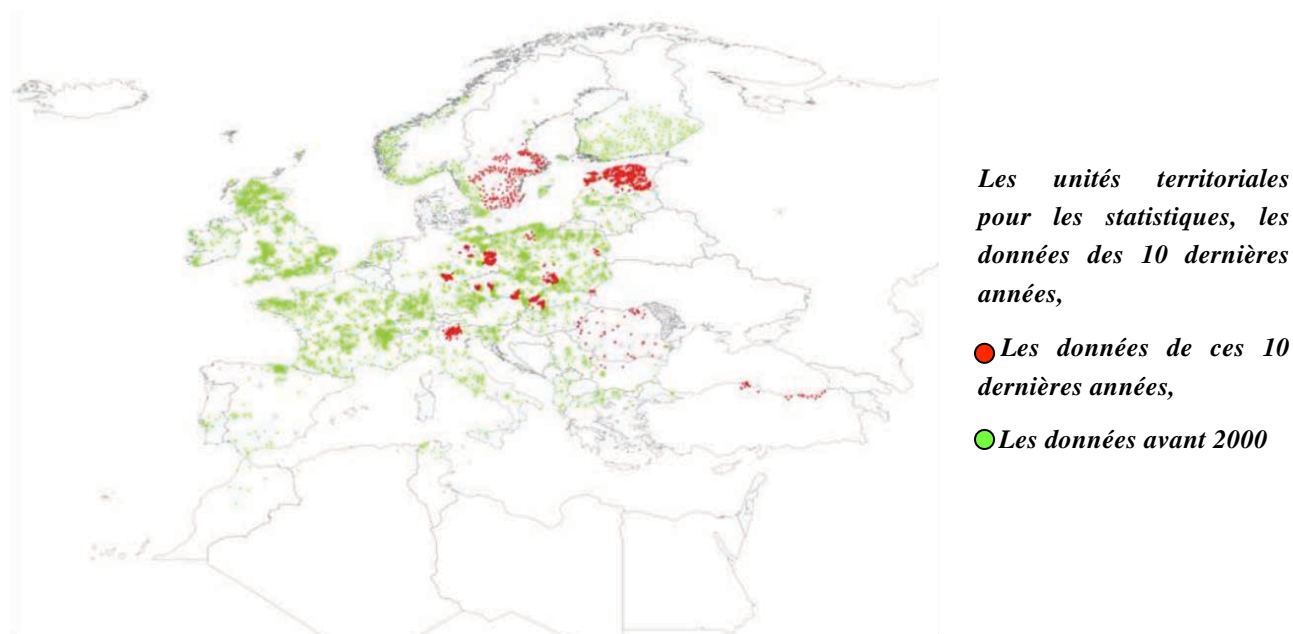 Les unités territoriales
pour les statistiques, les
données des 10 dernières
années,
Les données de ces 10
dernières années,
Les données avant 2000